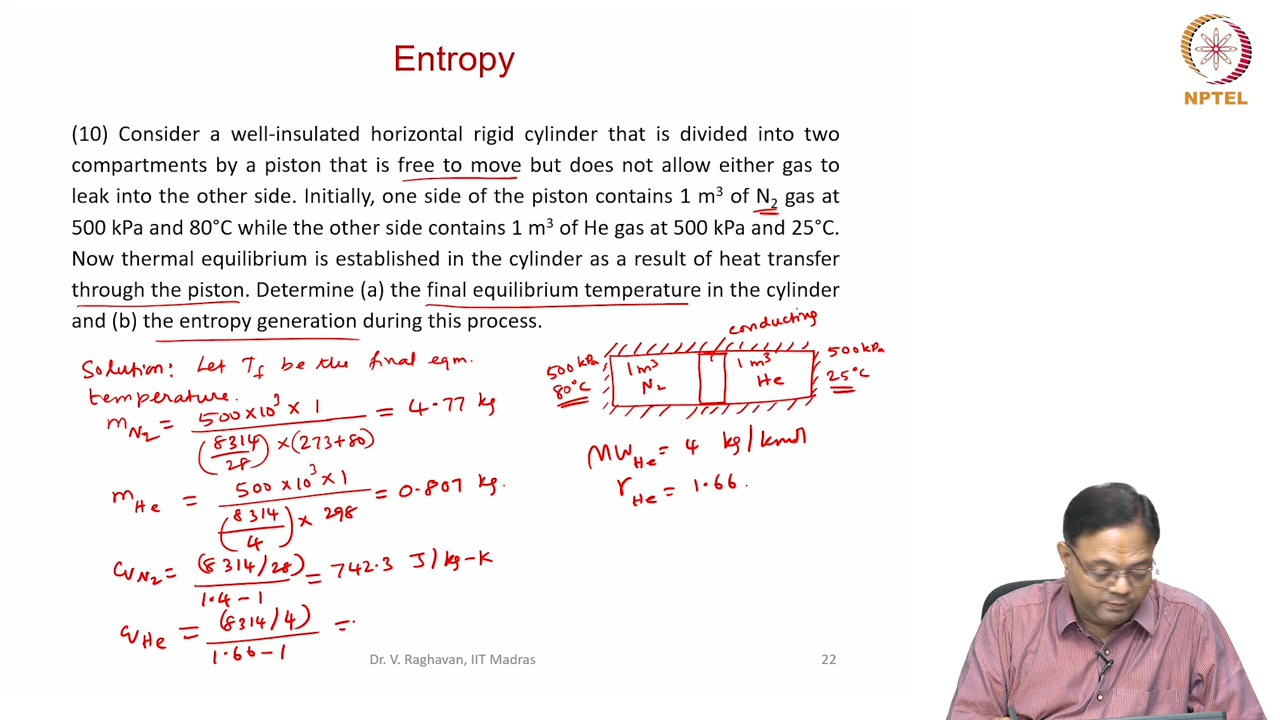 Entropy
NPTEL
(10) Consider a well-insulated horizontal rigid cylinder that is divided into two
compartments by a piston that is free to move but does not allow either gas to
leak into the other side. Initially, one side of the piston contains 1 m³ of N₂ gas at
500 kPa and 80°C while the other side contains 1 m³ of He gas at 500 kPa and 25°C.
Now thermal equilibrium is established in the cylinder as a result of heat transfer
through the piston. Determine (a) the final equilibrium temperature in the cylinder
and (b) the entropy generation during this process.
Solution: Let T_f be the final eqm.
temperature.
m_N₂ = 500×10³×1 / ((8314/28)×(273+80)) = 4.77 kg
m_He = 500×10³×1 / ((8314/4)×298) = 0.807 kg.
c_v N₂ = (8314/28) / (1.4-1) = 742.3 J/kg-K
c_v He = (8314/4) / (1.66-1) =
conducting
500 kPa
80°C
1 m³
N₂
1 m³
He
500 kPa
25°C
MW_He = 4 kg/kmol
γ_He = 1.66.
Dr. V. Raghavan, IIT Madras
22